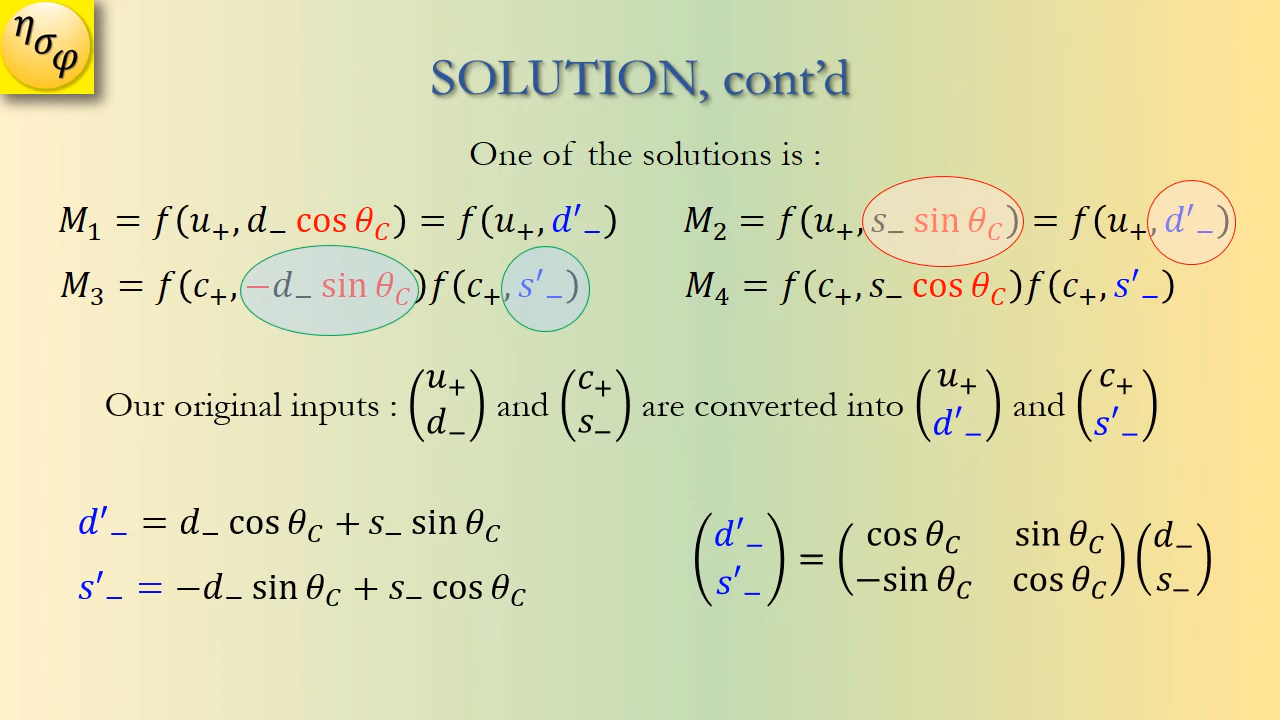 η σ φ
SOLUTION, cont’d
One of the solutions is :
M₁ = f(u₊, d₋ cos θ_C) = f(u₊, d′₋) M₂ = f(u₊, s₋ sin θ_C) = f(u₊, d′₋)
M₃ = f(c₊, −d₋ sin θ_C)f(c₊, s′₋) M₄ = f(c₊, s₋ cos θ_C)f(c₊, s′₋)
Our original inputs : (u₊ d₋) and (c₊ s₋) are converted into (u₊ d′₋) and (c₊ s′₋)
d′₋ = d₋ cos θ_C + s₋ sin θ_C
s′₋ = −d₋ sin θ_C + s₋ cos θ_C
(d′₋ s′₋) = (cos θ_C sin θ_C −sin θ_C cos θ_C)(d₋ s₋)